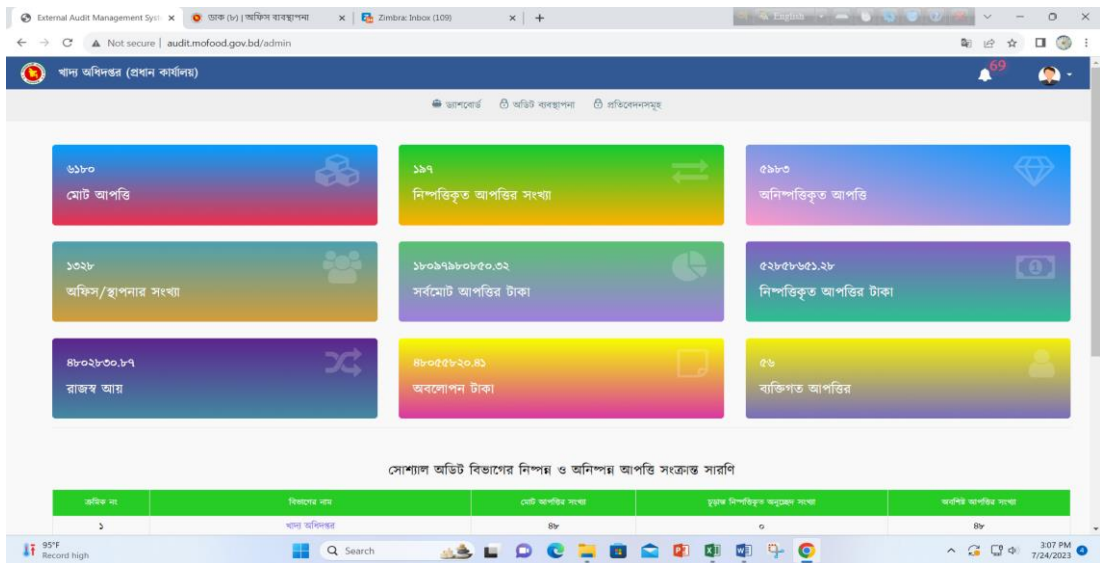 External Audit Management Syst
ডাক (৮) | অফিস ব্যবস্থাপনা
Zimbra: Inbox (109)
English
Not secure | audit.mofood.gov.bd/admin
খাদ্য অধিদপ্তর (প্রধান কার্যালয়)
69
ড্যাশবোর্ড অডিট ব্যবস্থাপনা প্রতিবেদনসমূহ
৬১৮০
মোট আপত্তি
১৯৭
নিষ্পত্তিকৃত আপত্তির সংখ্যা
৫৯৮৩
অনিষ্পত্তিকৃত আপত্তি
১৩২৮
অফিস/স্থাপনার সংখ্যা
১৮০৯৭৯৮০৮৫০.৩২
সর্বমোট আপত্তির টাকা
৫২৮৫৮৬৫১.২৮
নিষ্পত্তিকৃত আপত্তির টাকা
৪৮০২৮৩০.৮৭
রাজস্ব আয়
৪৮০৫৫৮২০.৪১
অবলোপন টাকা
৫৬
ব্যক্তিগত আপত্তির
সোশ্যাল অডিট বিভাগের নিষ্পন্ন ও অনিষ্পন্ন আপত্তি সংক্রান্ত সারণি
ক্রমিক নং বিভাগের নাম মোট আপত্তির সংখ্যা চূড়ান্ত নিষ্পত্তিকৃত অনুচ্ছেদ সংখ্যা অবশিষ্ট আপত্তির সংখ্যা
১ খাদ্য অধিদপ্তর ৪৮ ০ ৪৮
95°F
Record high
Search
3:07 PM
7/24/2023